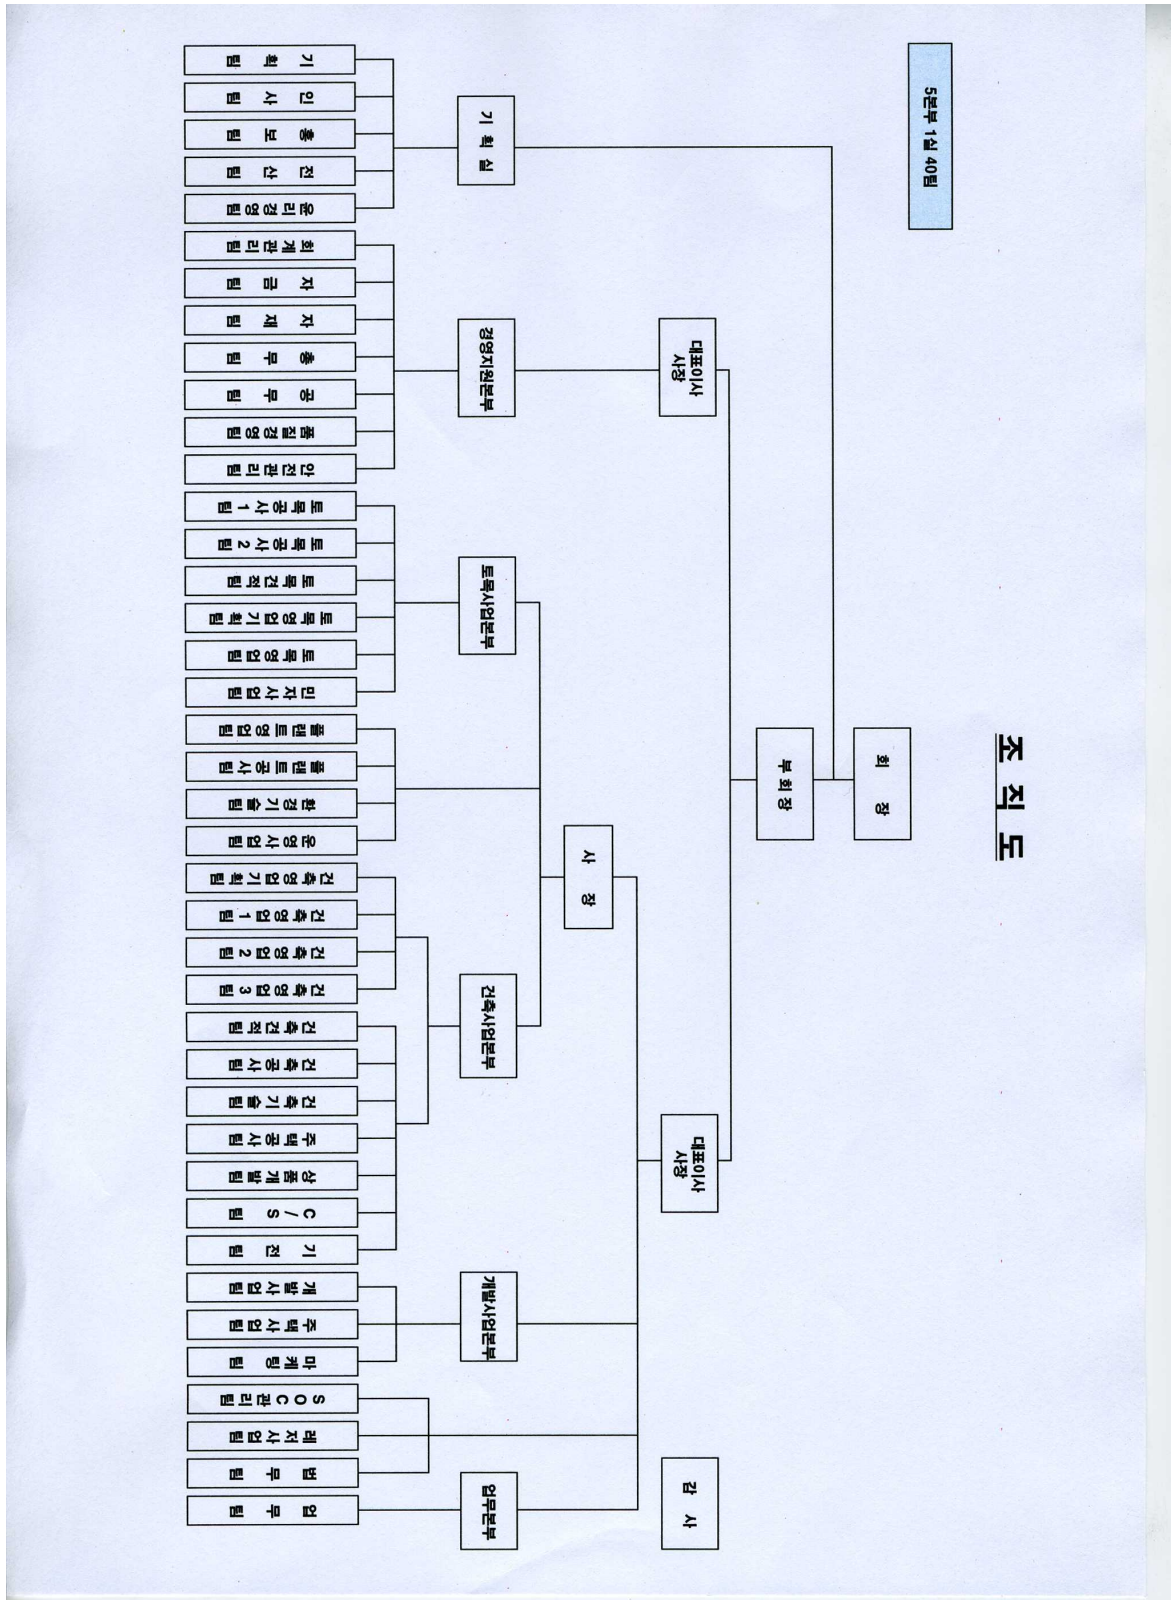 조 직 도
5본부 1실 40팀
회 장
부 회 장
대표이사
사장
대표이사
사장
감 사
사 장
기 획 실
경영지원본부
토목사업본부
건축사업본부
개발사업본부
업무본부
기 획 팀
인 사 팀
홍 보 팀
전 산 팀
윤리경영팀
회계관리팀
자 금 팀
자 재 팀
총 무 팀
공 무 팀
품질경영팀
안전관리팀
토목공사 1 팀
토목공사 2 팀
토목견적팀
토목영업기획팀
토목영업팀
민자사업팀
플랜트영업팀
플랜트공사팀
환경기술팀
운영사업팀
건축영업기획팀
건축영업 1 팀
건축영업 2 팀
건축영업 3 팀
건축견적팀
건축공사팀
건축기술팀
주택공사팀
상품개발팀
C / S 팀
기 전 팀
개발사업팀
주택사업팀
마케팅 팀
S O C 관리팀
레저사업팀
법 무 팀
업 무 팀